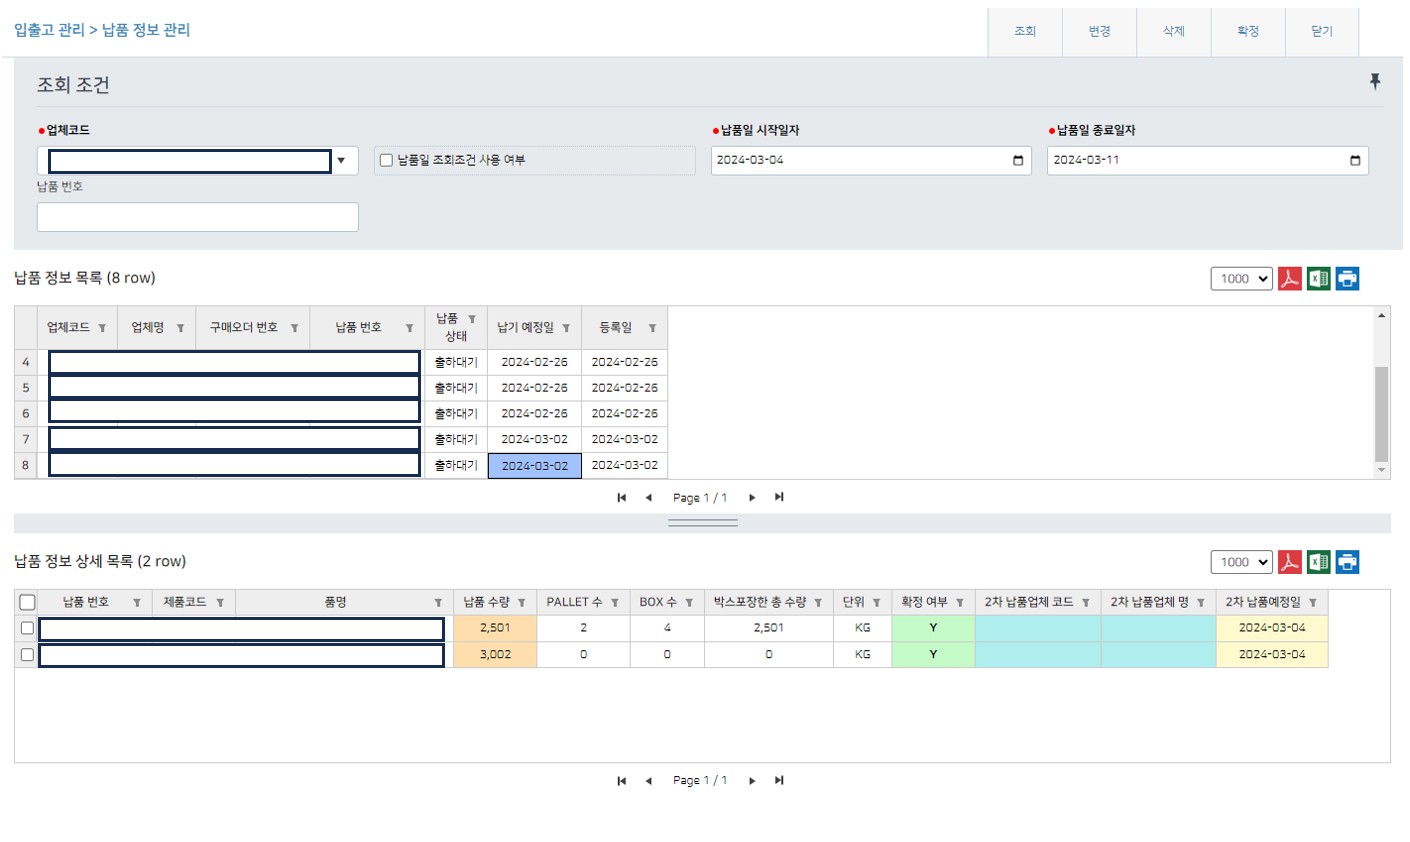 입출고 관리 > 납품 정보 관리
조회 변경 삭제 확정 닫기
조회 조건
업체코드
납품일 조회조건 사용 여부
납품일 시작일자
2024-03-04
납품일 종료일자
2024-03-11
납품 번호
납품 정보 목록 (8 row)
1000
업체코드 업체명 구매오더 번호 납품 번호 납품 상태 납기 예정일 등록일
4 출하대기 2024-02-26 2024-02-26
5 출하대기 2024-02-26 2024-02-26
6 출하대기 2024-02-26 2024-02-26
7 출하대기 2024-03-02 2024-03-02
8 출하대기 2024-03-02 2024-03-02
Page 1 / 1
납품 정보 상세 목록 (2 row)
1000
납품 번호 제품코드 품명 납품 수량 PALLET 수 BOX 수 박스포장한 총 수량 단위 확정 여부 2차 납품업체 코드 2차 납품업체 명 2차 납품예정일
2,501 2 4 2,501 KG Y 2024-03-04
3,002 0 0 0 KG Y 2024-03-04
Page 1 / 1